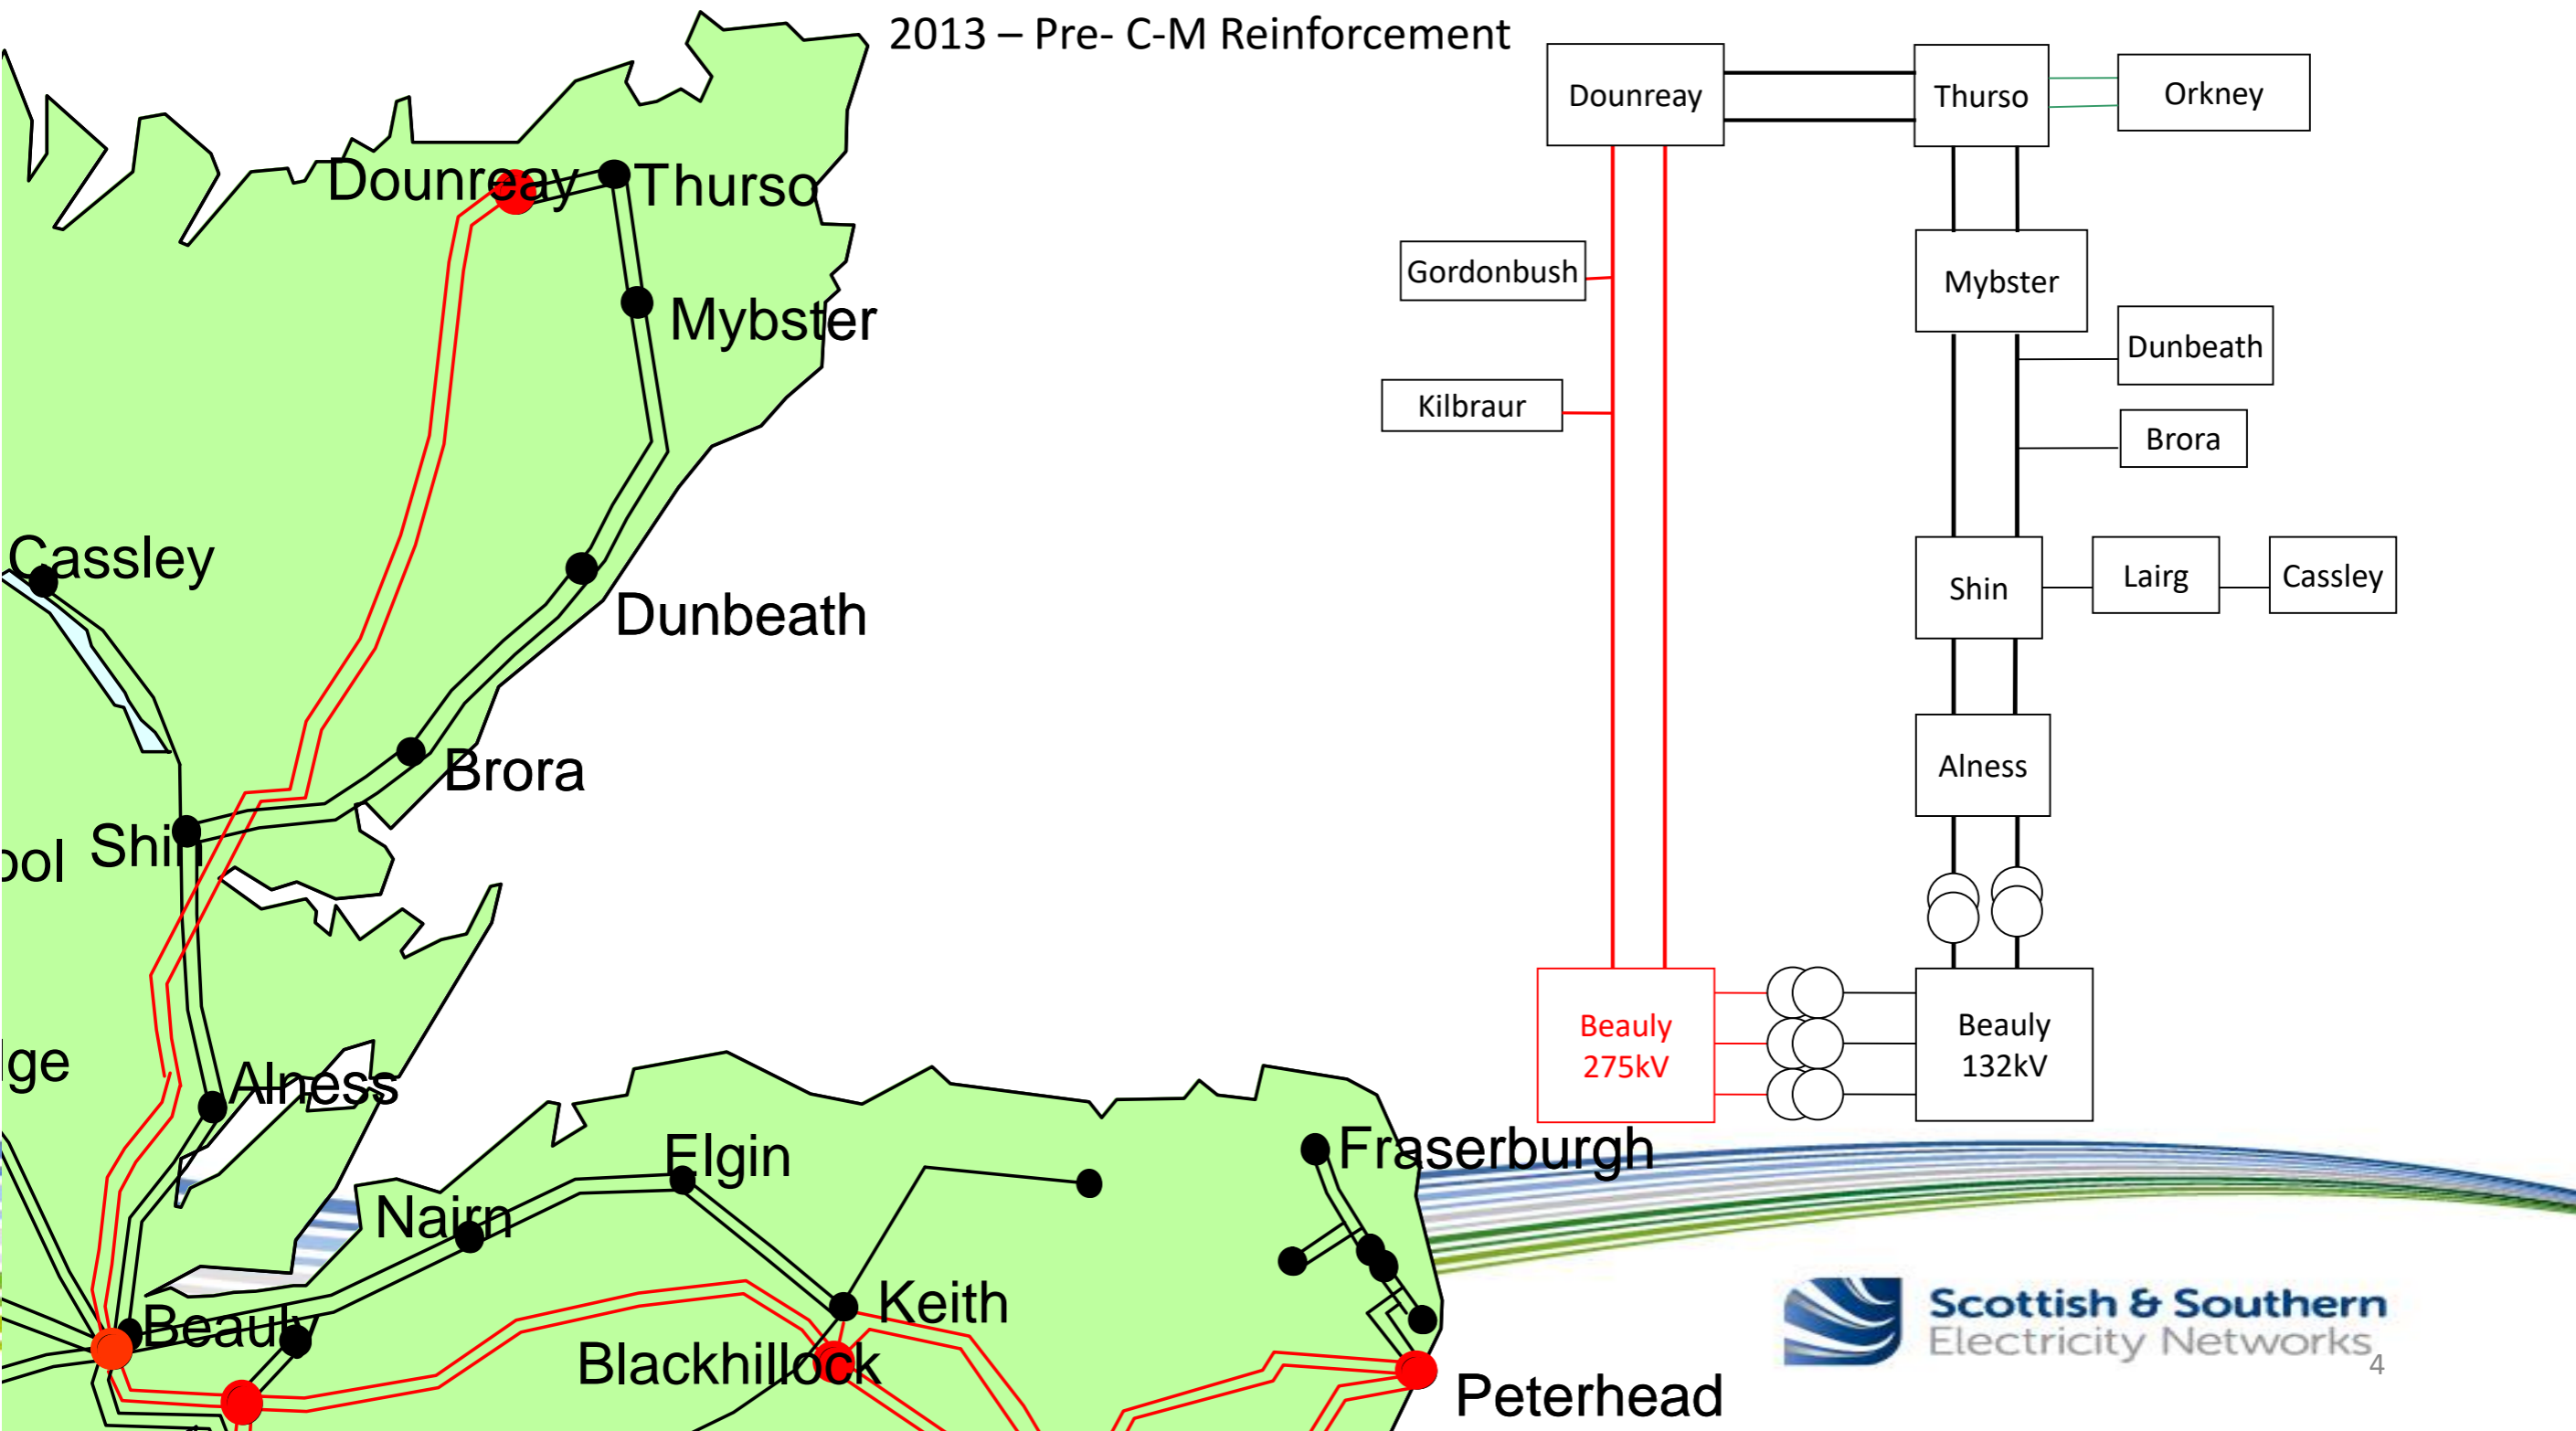 2013 – Pre- C-M Reinforcement
Dounreay
Thurso
Mybster
Cassley
Dunbeath
Brora
ool
Shin
ge
Alness
Elgin
Nairn
Fraserburgh
Keith
Beauly
Blackhillock
Peterhead
Dounreay
Thurso
Orkney
Gordonbush
Mybster
Kilbraur
Dunbeath
Brora
Shin
Lairg
Cassley
Alness
Beauly
275kV
Beauly
132kV
Scottish & Southern
Electricity Networks
4